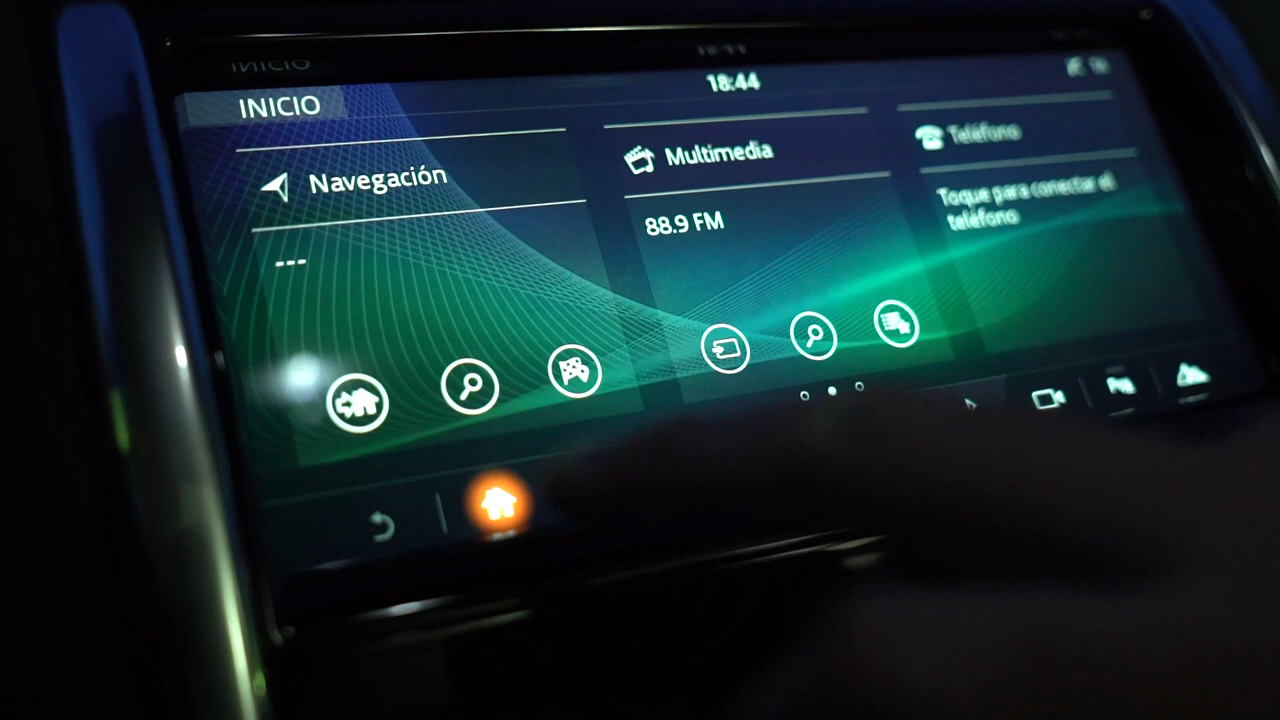 INICIO
18:44
Navegación
---
Multimedia
88.9 FM
Teléfono
Toque para conectar el
teléfono